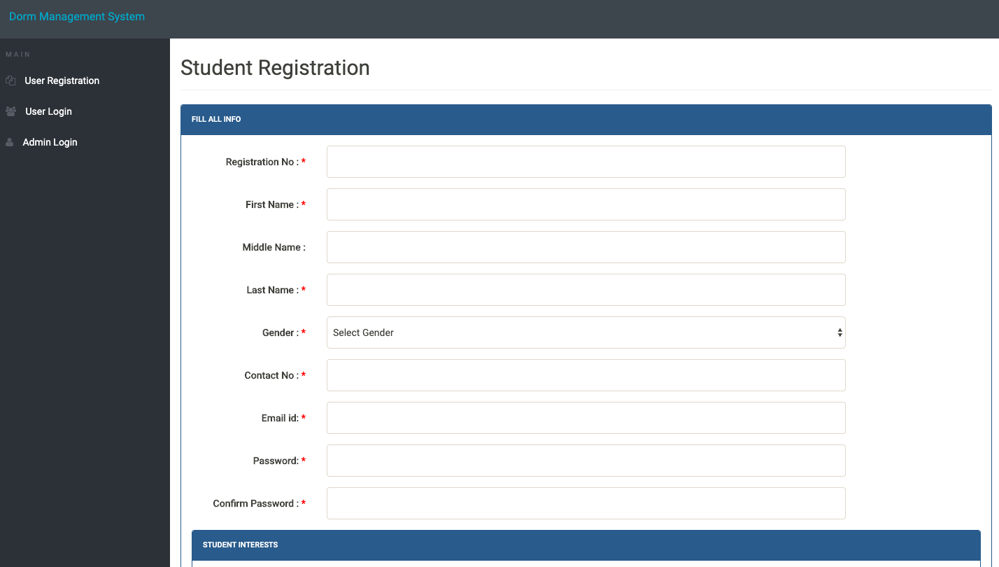 Dorm Management System
MAIN
User Registration
User Login
Admin Login
Student Registration
FILL ALL INFO
Registration No : *
First Name : *
Middle Name :
Last Name : *
Gender : * Select Gender
Contact No : *
Email id: *
Password: *
Confirm Password : *
STUDENT INTERESTS